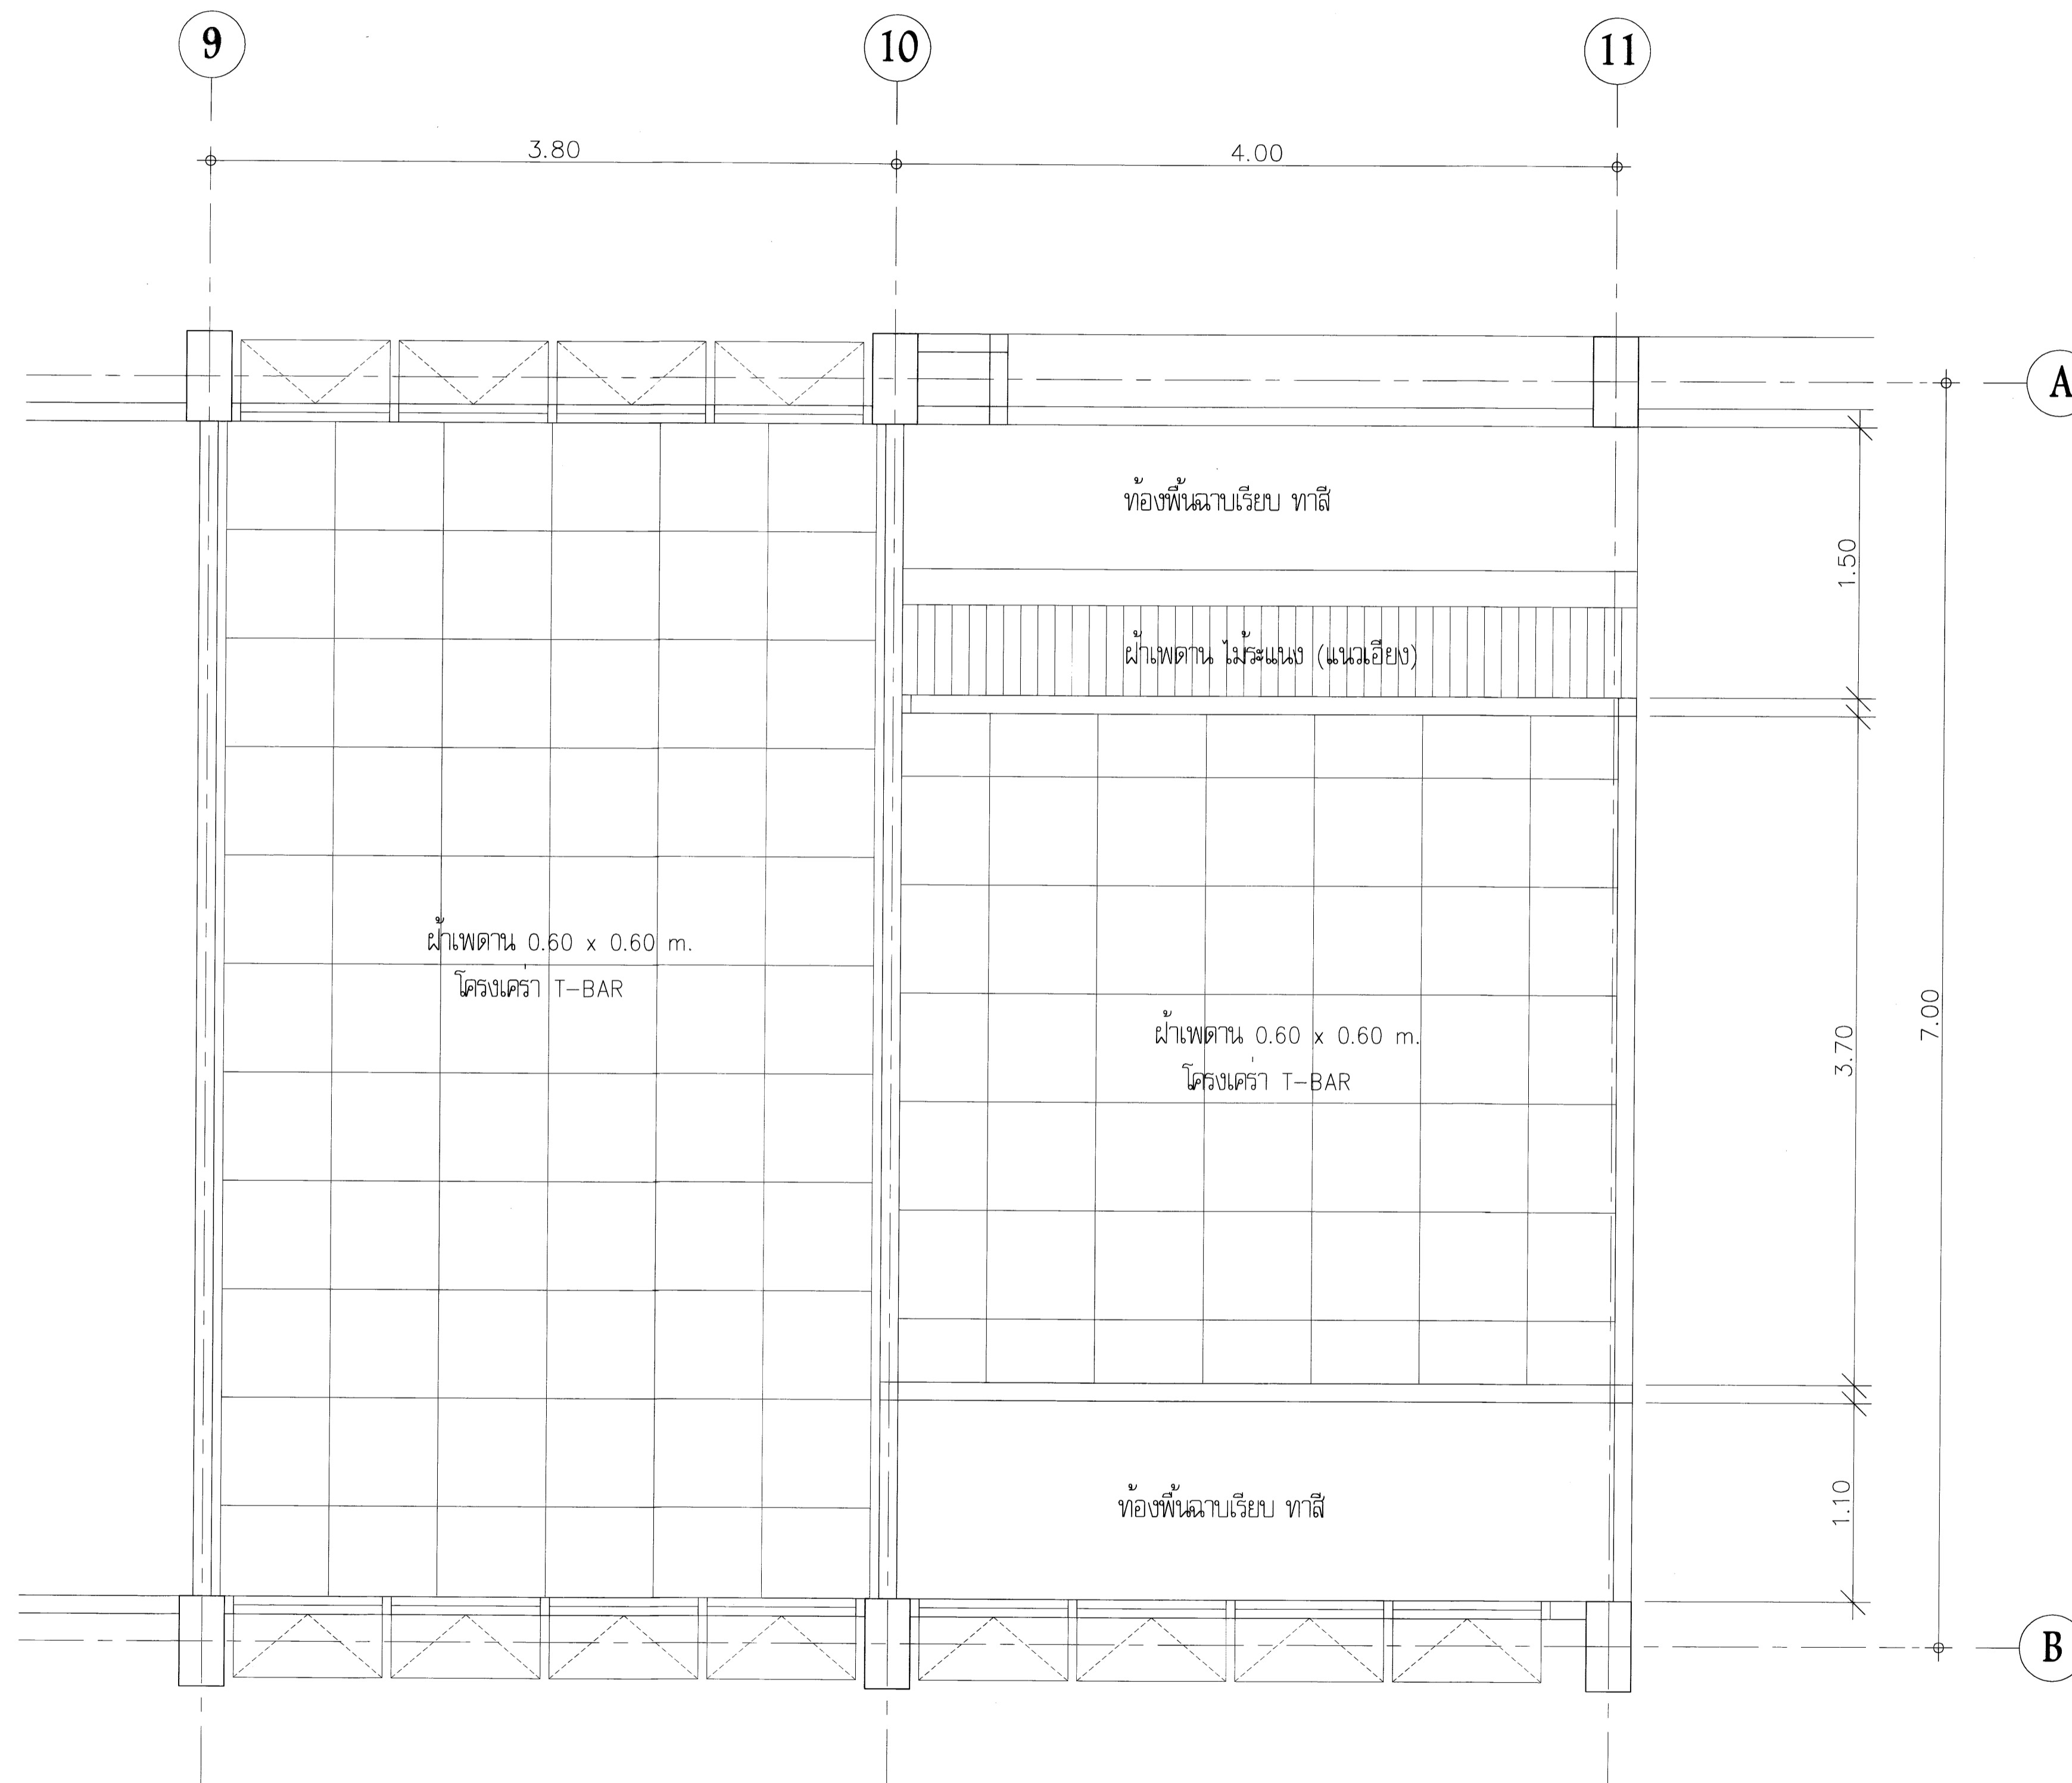 9
10
11
3.80
4.00
A
ท้องพื้นฉาบเรียบ ทาสี
1.50
ฝ้าเพดาน ไม้ระแนง (แนวเอียง)
ฝ้าเพดาน 0.60 x 0.60 m.
โครงเคร่า T-BAR
ฝ้าเพดาน 0.60 x 0.60 m.
โครงเคร่า T-BAR
3.70
7.00
ท้องพื้นฉาบเรียบ ทาสี
1.10
B